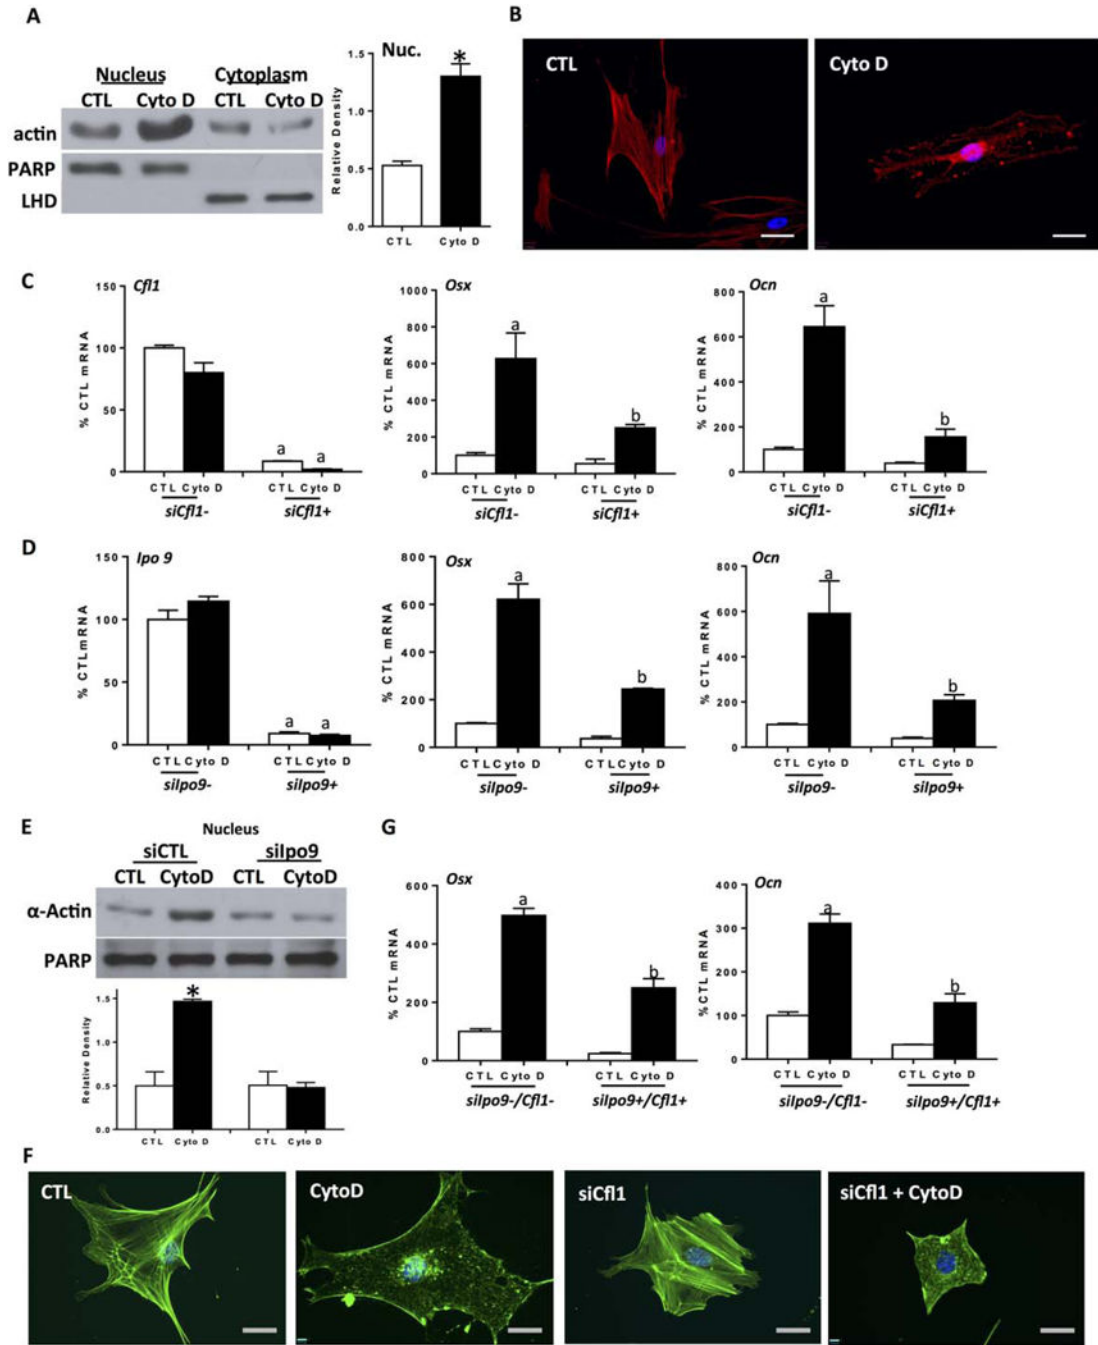 A
Nucleus Cytoplasm
CTL Cyto D CTL Cyto D
actin
PARP
LHD
Nuc.
*
Relative Density
1.5
1.0
0.5
0.0
CTL Cyto D
B
CTL
Cyto D
C
Cfl1
% CTL mRNA
150
100
50
0
a a
CTL Cyto D CTL Cyto D
siCfl1- siCfl1+
Osx
% CTL mRNA
1000
800
600
400
200
0
a
b
CTL Cyto D CTL Cyto D
siCfl1- siCfl1+
Ocn
% CTL mRNA
800
600
400
200
0
a
b
CTL Cyto D CTL Cyto D
siCfl1- siCfl1+
D
Ipo 9
% CTLmRNA
150
100
50
0
a a
CTL Cyto D CTL Cyto D
siIpo9- siIpo9+
Osx
% CTL mRNA
800
600
400
200
0
a
b
CTL Cyto D CTL Cyto D
siIpo9- siIpo9+
Ocn
% CTL mRNA
800
600
400
200
0
a
b
CTL Cyto D CTL Cyto D
siIpo9- siIpo9+
E
Nucleus
siCTL siIpo9
CTL CytoD CTL CytoD
α-Actin
PARP
*
Relative Density
1.5
1.0
0.5
0.0
CTL Cyto D CTL Cyto D
G
Osx
% CTL mRNA
600
400
200
0
a
b
CTL Cyto D CTL Cyto D
siIpo9-/Cfl1- siIpo9+/Cfl1+
Ocn
%CTL mRNA
400
300
200
100
0
a
b
CTL Cyto D CTL Cyto D
siIpo9-/Cfl1- siIpo9+/Cfl1+
F
CTL
CytoD
siCfl1
siCfl1 + CytoD